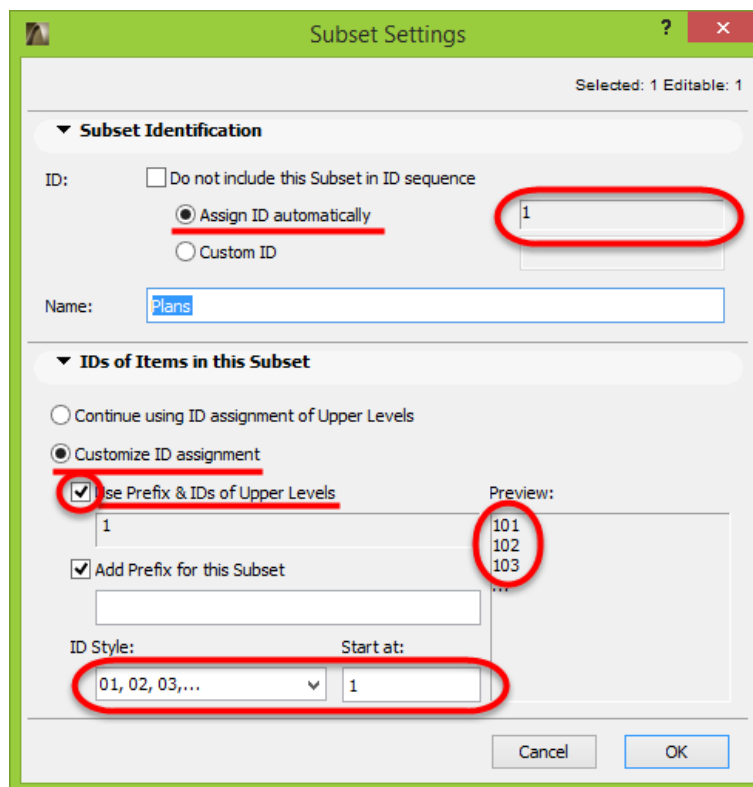 Subset Settings
?
×
Selected: 1 Editable: 1
Subset Identification
ID:
Do not include this Subset in ID sequence
Assign ID automatically
1
Custom ID
Name:
Plans
IDs of Items in this Subset
Continue using ID assignment of Upper Levels
Customize ID assignment
Use Prefix & IDs of Upper Levels
Preview:
1
101
102
103
...
Add Prefix for this Subset
ID Style:
Start at:
01, 02, 03,...
1
Cancel
OK